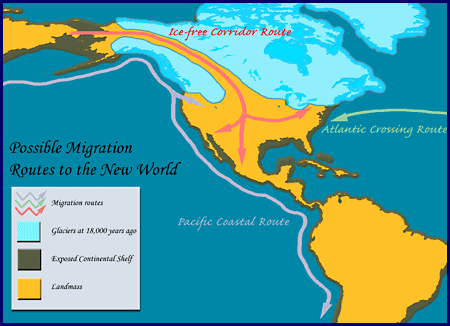 Ice-free Corridor Route
Atlantic Crossing Route
Possible Migration
Routes to the New World
Migration routes
Glaciers at 18,000 years ago
Exposed Continental Shelf
Landmass
Pacific Coastal Route